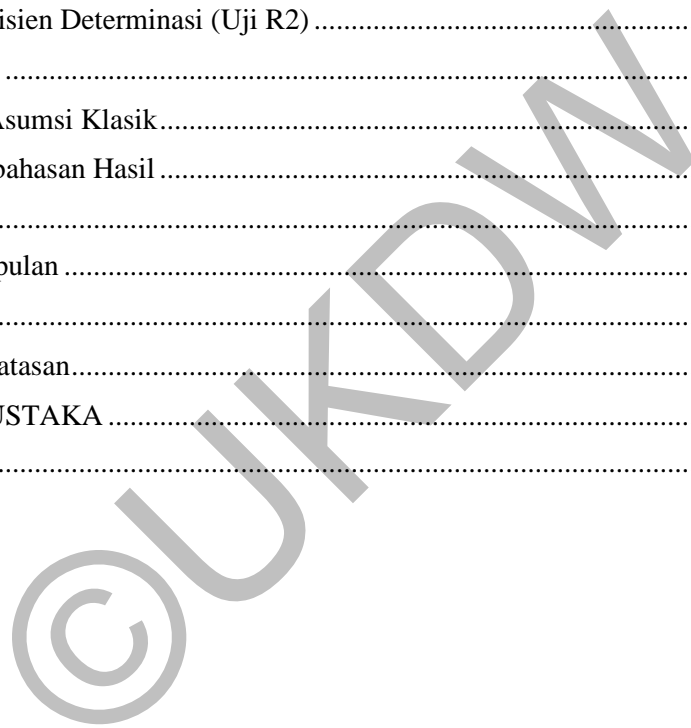 isien Determinasi (Uji R2) ........................................................
....................................................................................................
Asumsi Klasik...............................................................................
bahasan Hasil ...........................................................................
....................................................................................................
pulan .........................................................................................
....................................................................................................
atasan........................................................................................
USTAKA ...................................................................................
....................................................................................................
©UKDW